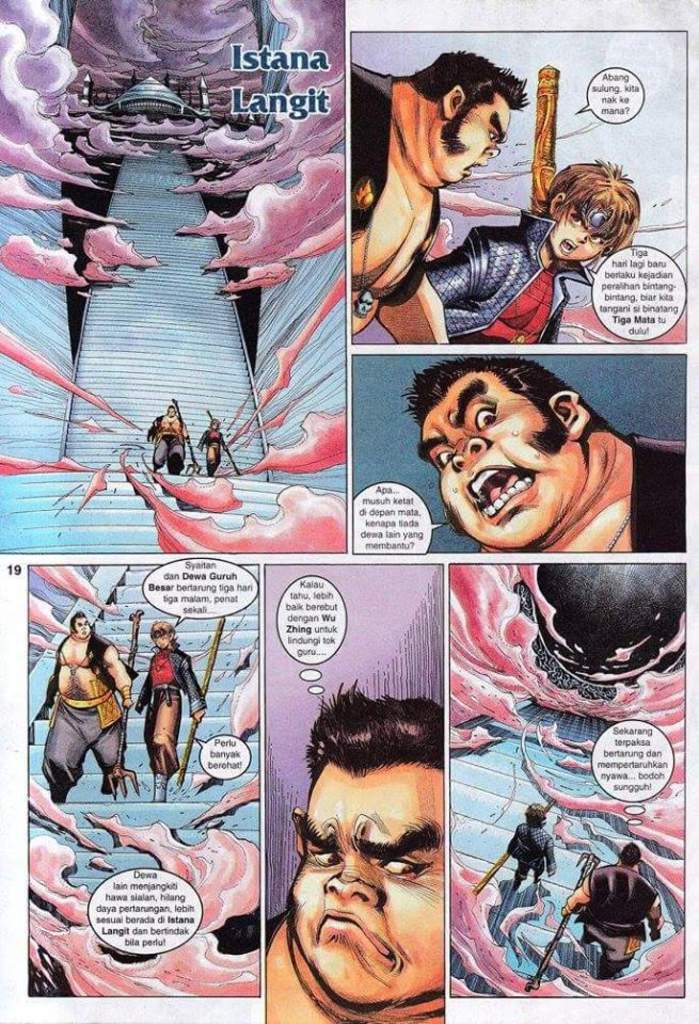 Istana
Langit
Abang
sulung. kita
nak ke
mana?
Tiga
hari lagi baru
berlaku kejadian
peralihan bintang-
bintang, biar kita
tangani si binatang
Tiga Mata tu
dulu!
Apa...
musuh ketat
di depan mata,
kenapa tiada
dewa lain yang
membantu?
19
Syaitan
dan Dewa Guruh
Besar bertarung tiga hari
tiga malam, penat
sekali...
Perlu
banyak
berehat!
Dewa
lain menjangkiti
hawa sialan, hilang
daya pertarungan, lebih
sesuai berada di Istana
Langit dan bertindak
bila perlu!
Kalau
tahu, lebih
baik berebut
dengan Wu
Zhing untuk
lindungi tok
guru....
Sekarang
terpaksa
bertarung dan
mempertaruhkan
nyawa... bodoh
sungguh!